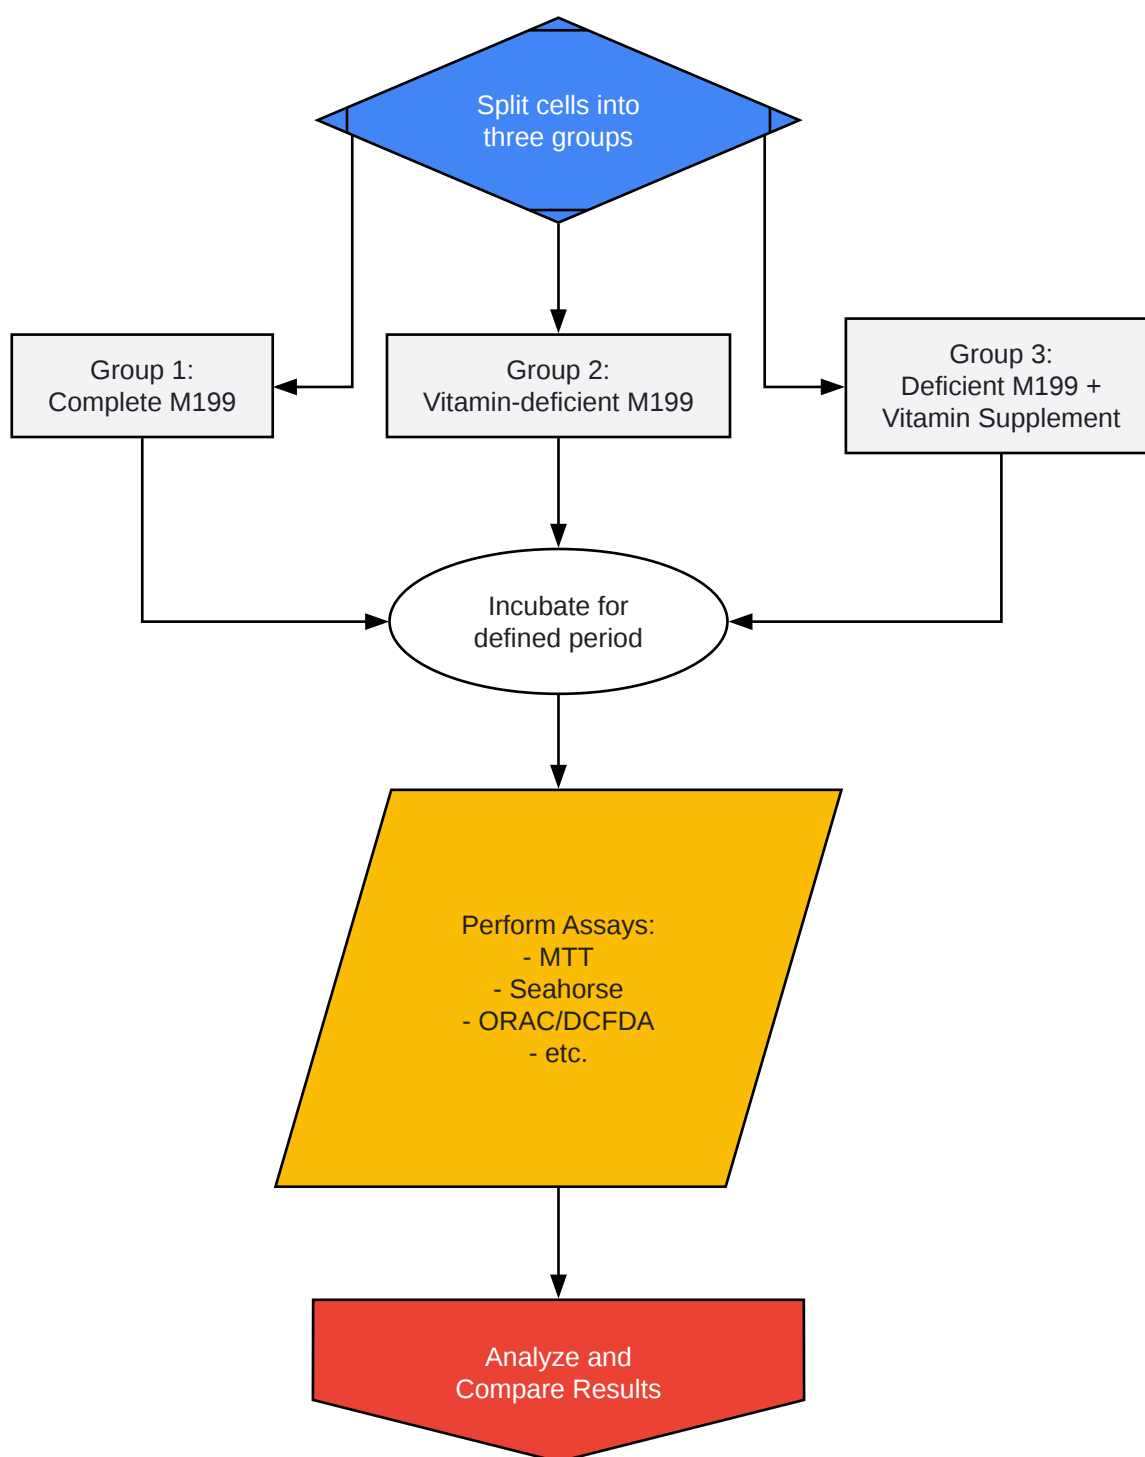 Split cells into
three groups
Group 1:
Complete M199
Group 2:
Vitamin-deficient M199
Group 3:
Deficient M199 +
Vitamin Supplement
Incubate for
defined period
Perform Assays:
- MTT
- Seahorse
- ORAC/DCFDA
- etc.
Analyze and
Compare Results